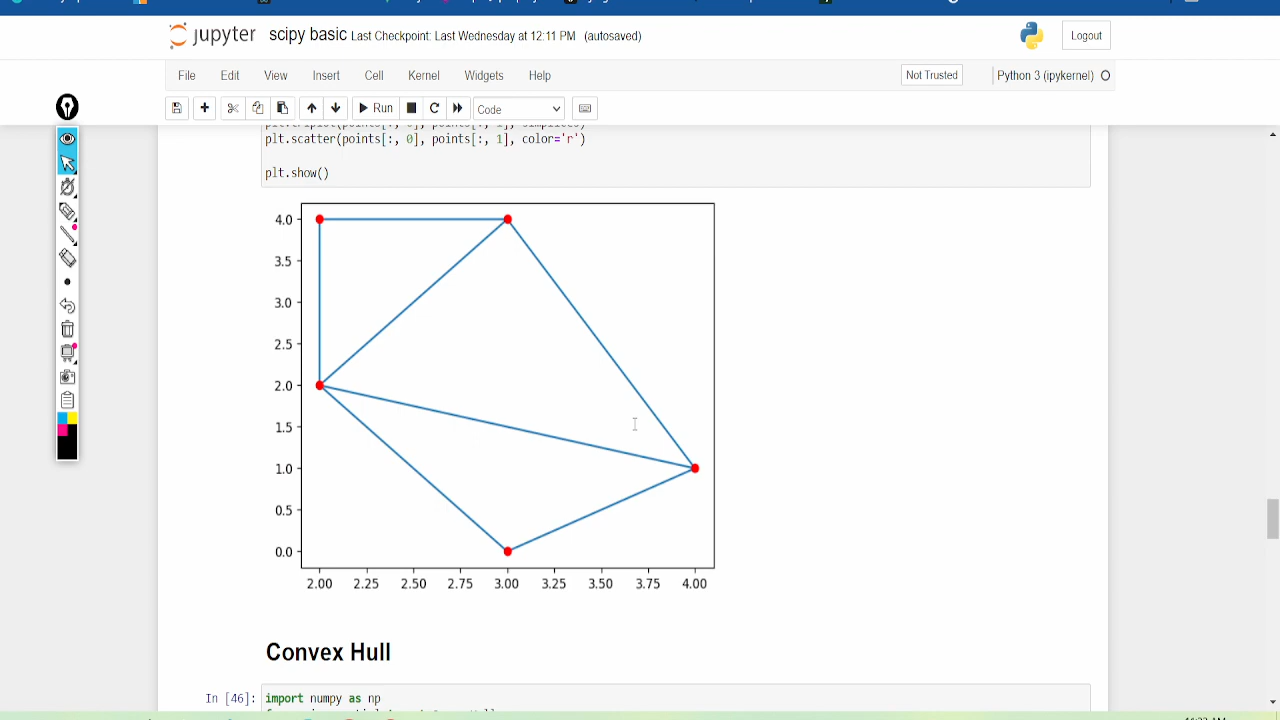 jupyter scipy basic Last Checkpoint: Last Wednesday at 12:11 PM (autosaved)
Logout
File Edit View Insert Cell Kernel Widgets Help
Not Trusted
Python 3 (ipykernel)
Run
Code
plt.scatter(points[:, 0], points[:, 1], color='r')
plt.show()
4.0
3.5
3.0
2.5
2.0
1.5
1.0
0.5
0.0
2.00 2.25 2.50 2.75 3.00 3.25 3.50 3.75 4.00
Convex Hull
In [46]: import numpy as np